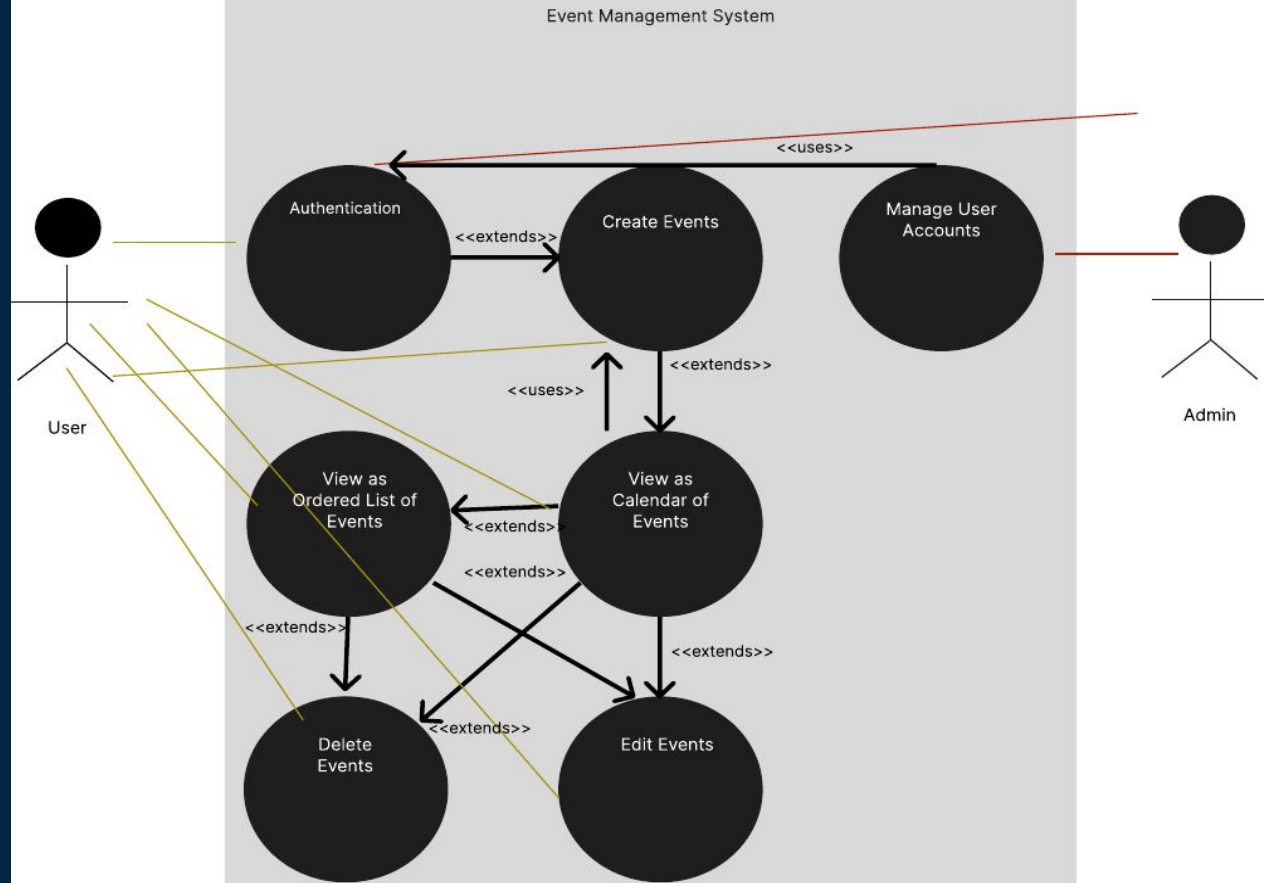 Event Management System
<<uses>>
Authentication
<<extends>>
Create Events
Manage User
Accounts
<<uses>>
<<extends>>
User
Admin
View as
Ordered List of
Events
<<extends>>
View as
Calendar of
Events
<<extends>>
<<extends>>
<<extends>>
<<extends>>
Delete
Events
Edit Events